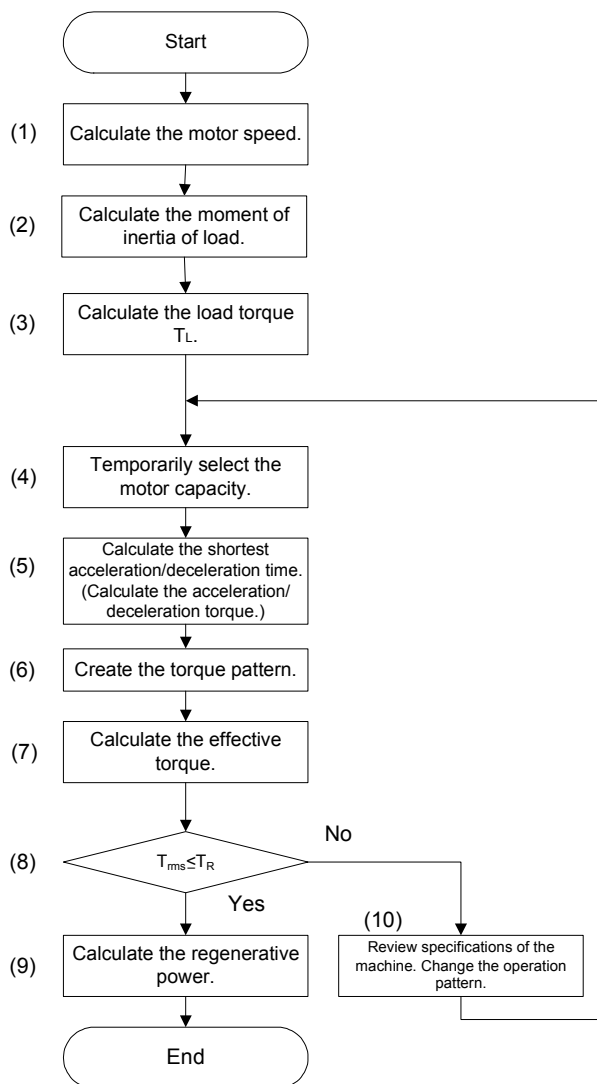 Start
(1)
Calculate the motor speed.
(2)
Calculate the moment of
inertia of load.
(3)
Calculate the load torque
TL.
(4)
Temporarily select the
motor capacity.
(5)
Calculate the shortest
acceleration/deceleration time.
(Calculate the acceleration/
deceleration torque.)
(6)
Create the torque pattern.
(7)
Calculate the effective
torque.
(8)
Trms≤TR
No
Yes
(9)
Calculate the regenerative
power.
(10)
Review specifications of the
machine. Change the operation
pattern.
End